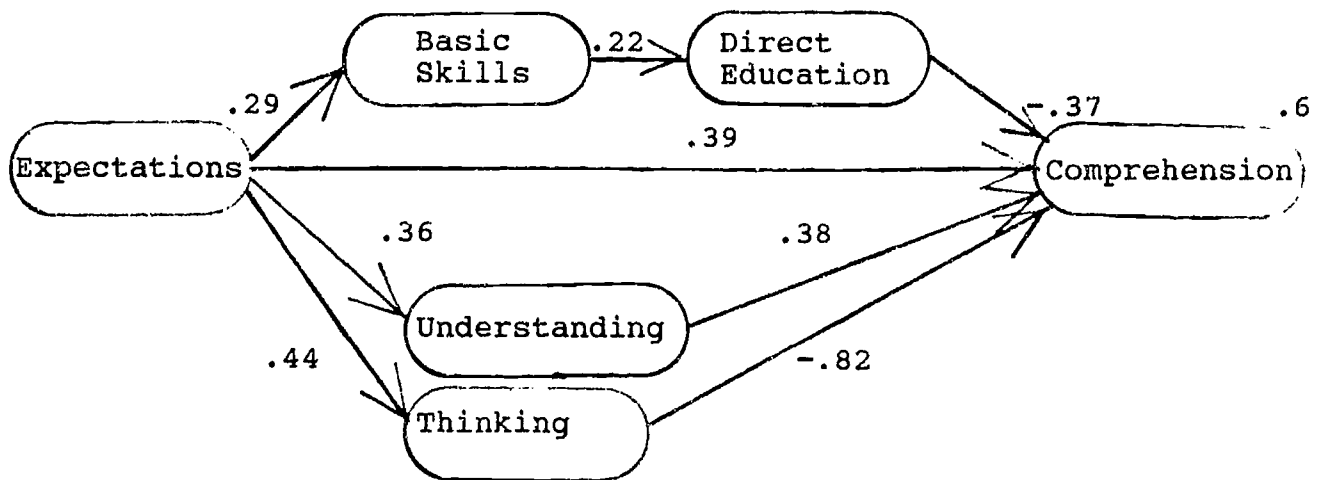 Basic
Skills
.22
Direct
Education
.29
-.37
.6
.39
Expectations
Comprehension
.36
.38
Understanding
.44
-.82
Thinking